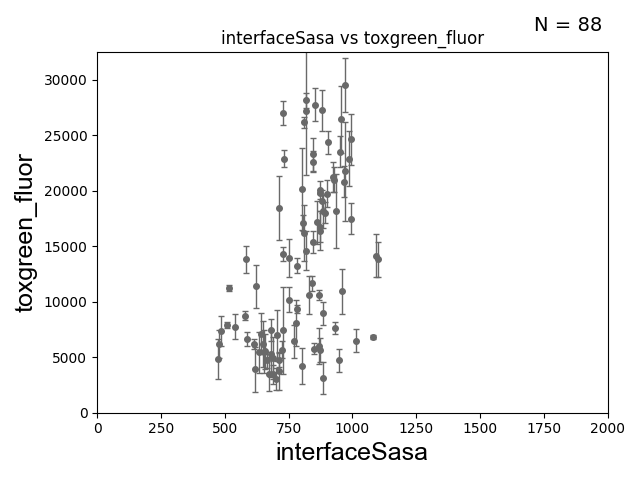 N = 88
interfaceSasa vs toxgreen_fluor
30000
25000
20000
15000
10000
5000
0
toxgreen_fluor
0 250 500 750 1000 1250 1500 1750 2000
interfaceSasa